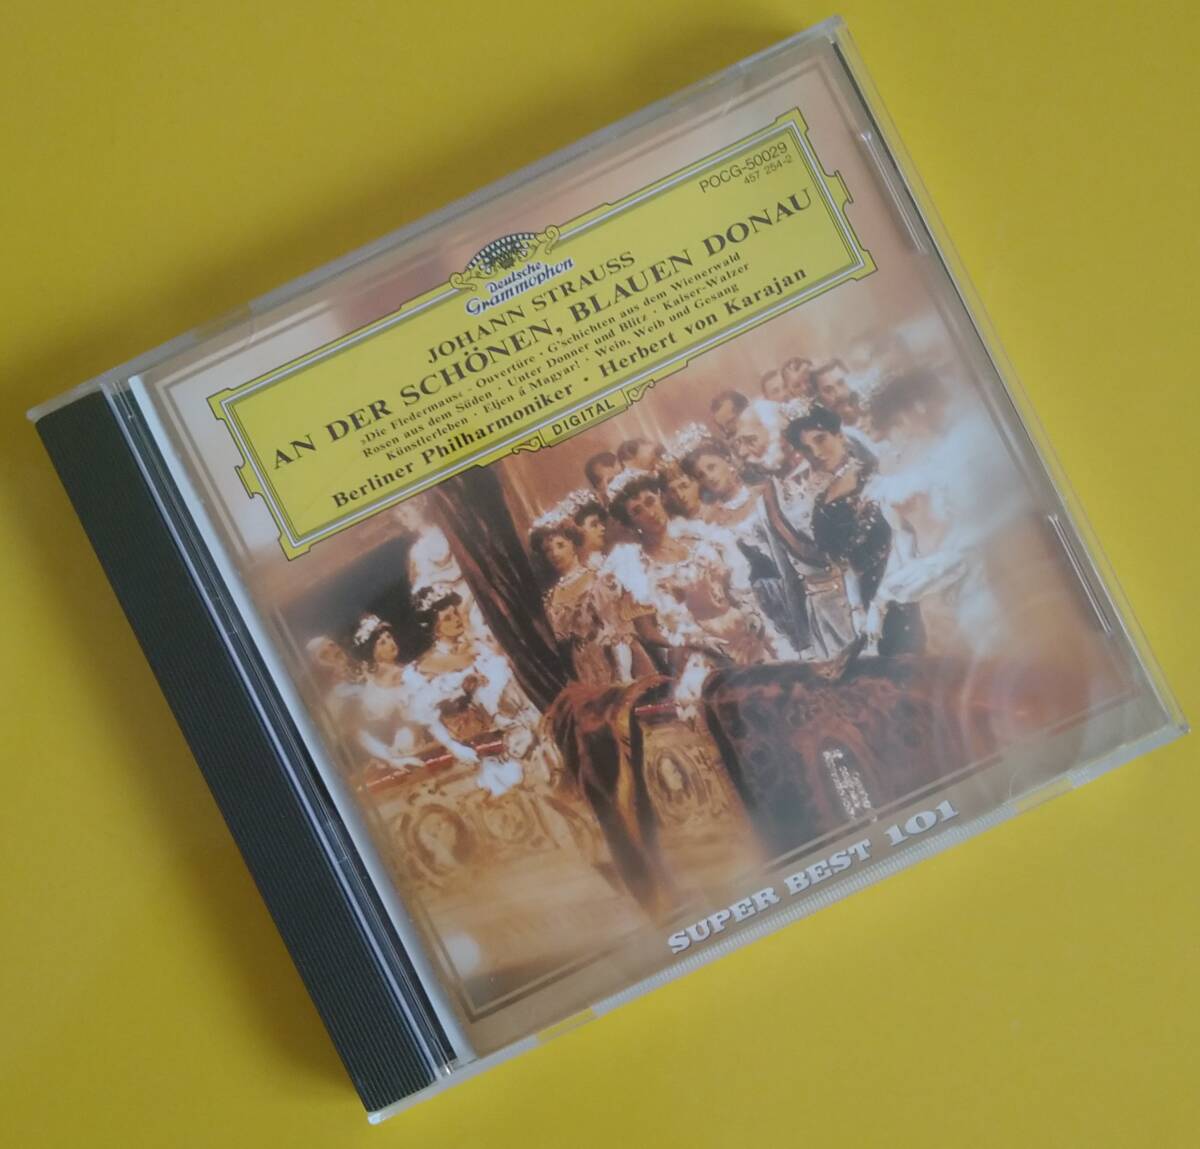 POCG-50029
457 254-2
Deutsche
Grammophon
JOHANN STRAUSS
AN DER SCHÖNEN, BLAUEN DONAU
»Die Fledermaus« - Ouvertüre · G'schichten aus dem Wienerwald
Rosen aus dem Süden · Unter Donner und Blitz · Kaiser-Walzer
Künstlerleben · Eljen á Magyar! · Wein, Weib und Gesang
Berliner Philharmoniker · Herbert von Karajan
DIGITAL
SUPER BEST 101